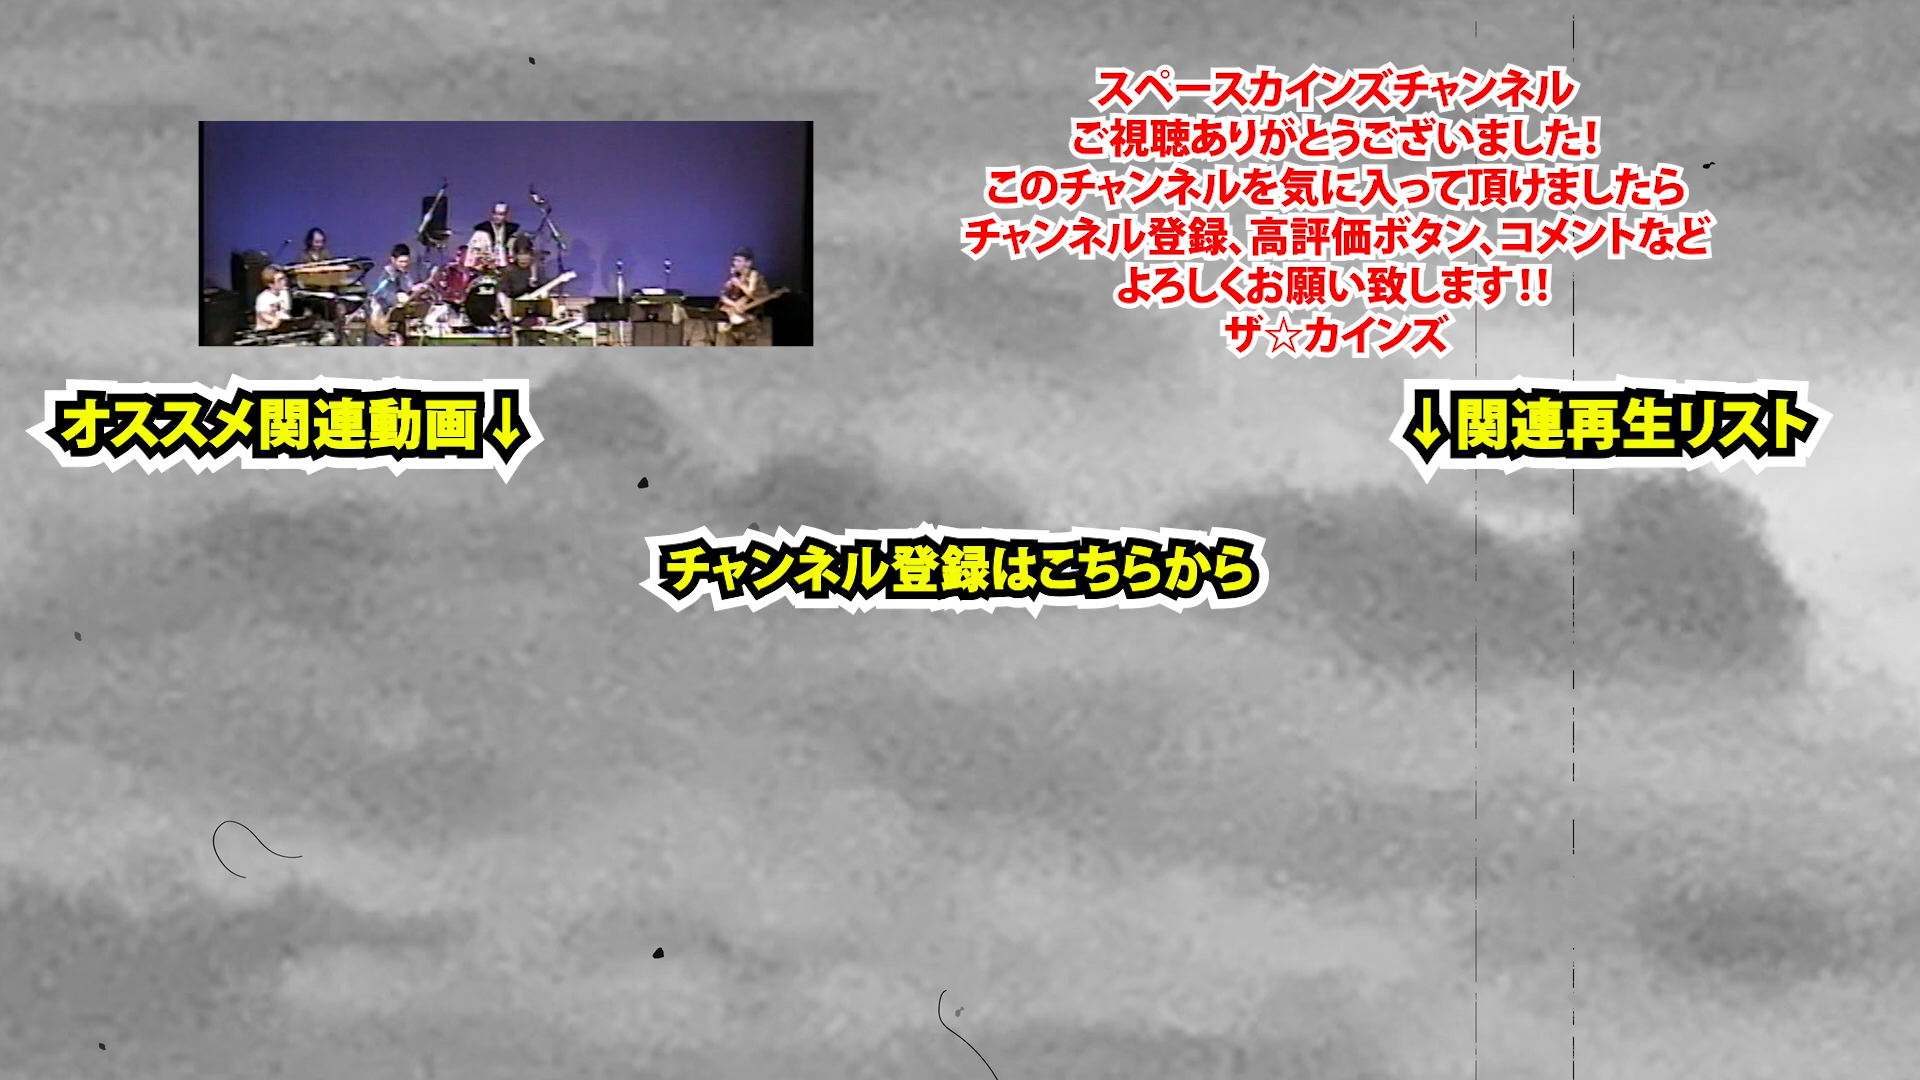 スペースカインズチャンネル
ご視聴ありがとうございました!
このチャンネルを気に入って頂けましたら
チャンネル登録、高評価ボタン、コメントなど
よろしくお願い致します!!
ザ☆カインズ
オススメ関連動画↓
↓関連再生リスト
チャンネル登録はこちらから